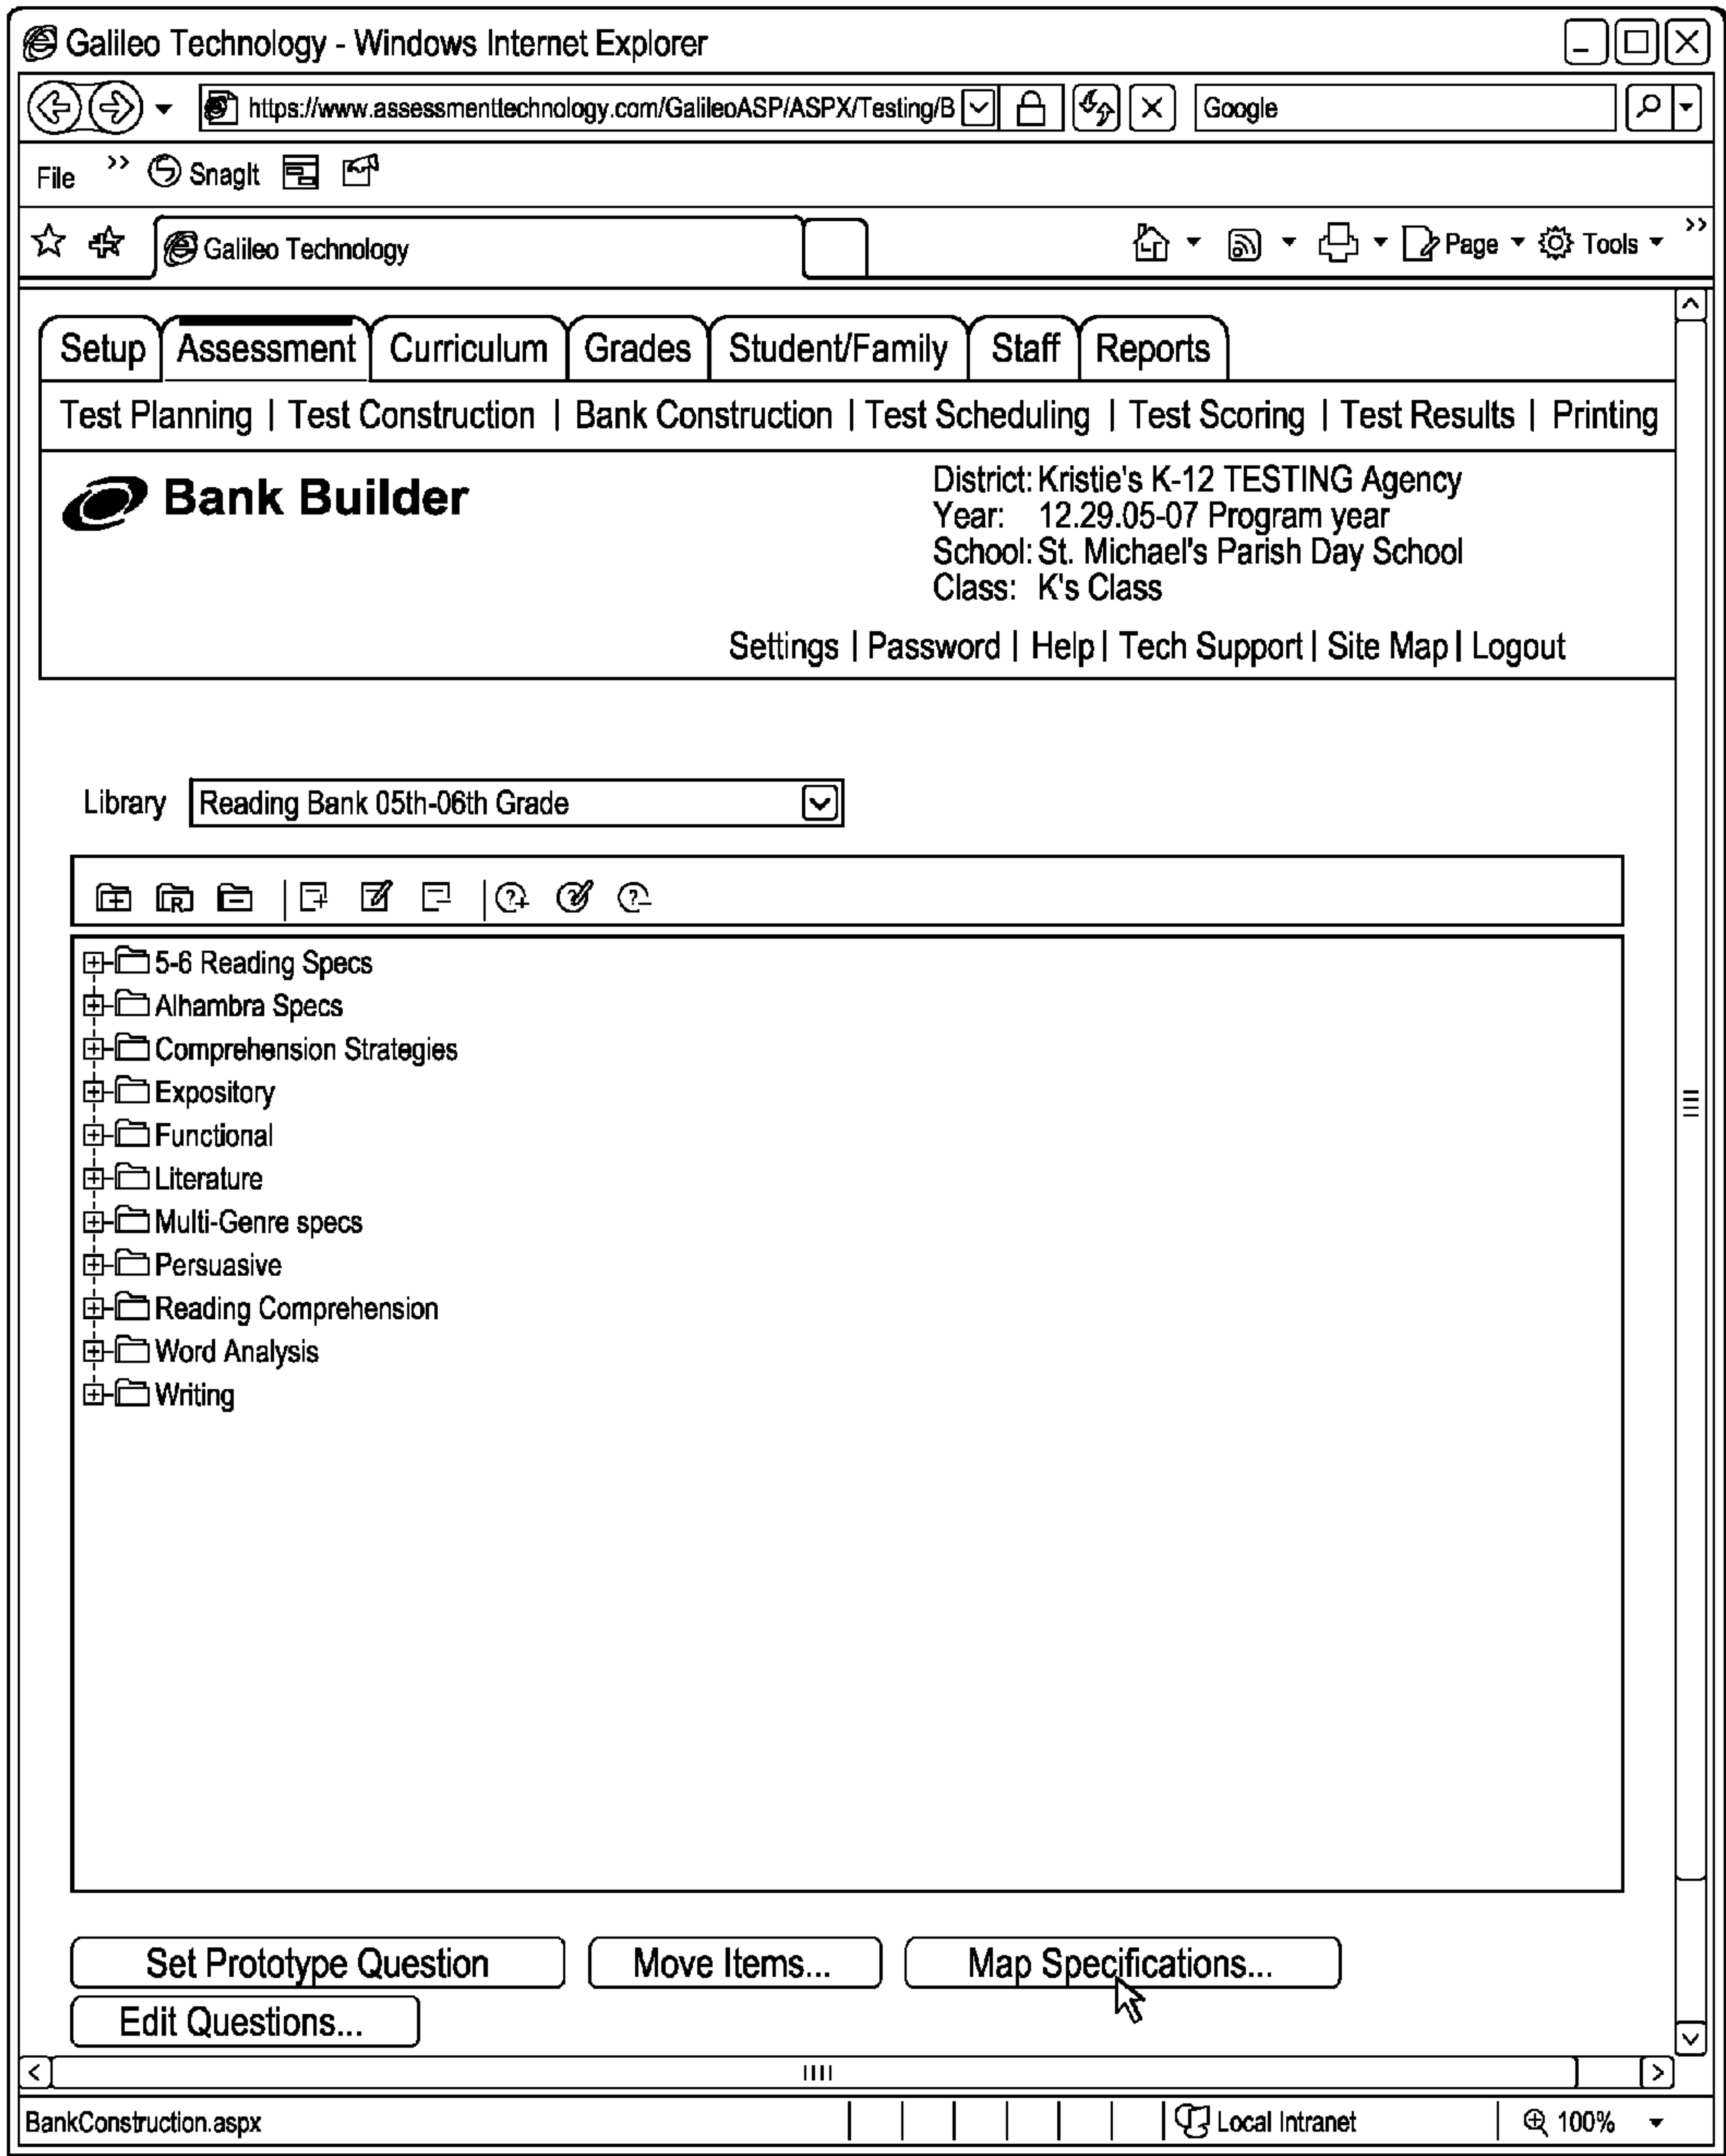 Galileo Technology - Windows Internet Explorer
https://www.assessmenttechnology.com/GalileoASP/ASPX/Testing/B
Google
File » SnagIt
Galileo Technology
Page Tools »
Setup Assessment Curriculum Grades Student/Family Staff Reports
Test Planning | Test Construction | Bank Construction | Test Scheduling | Test Scoring | Test Results | Printing
Bank Builder
District: Kristie's K-12 TESTING Agency
Year: 12.29.05-07 Program year
School: St. Michael's Parish Day School
Class: K's Class
Settings | Password | Help | Tech Support | Site Map | Logout
Library Reading Bank 05th-06th Grade
5-6 Reading Specs
Alhambra Specs
Comprehension Strategies
Expository
Functional
Literature
Multi-Genre specs
Persuasive
Reading Comprehension
Word Analysis
Writing
Set Prototype Question Move Items... Map Specifications...
Edit Questions...
BankConstruction.aspx Local Intranet 100%